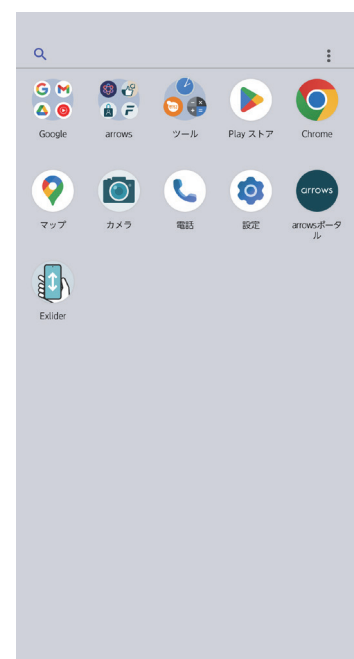 Google
arrows
ツール
Play ストア
Chrome
マップ
カメラ
電話
設定
arrows
arrowsポータ
ル
Exlider